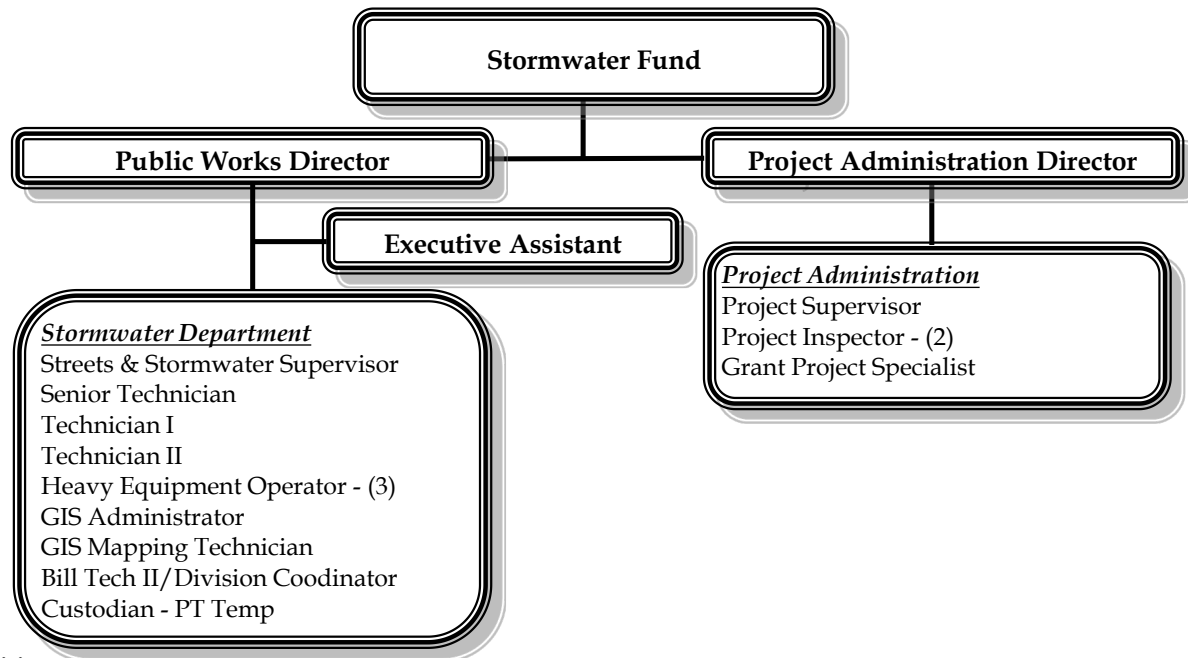 Stormwater Fund
Public Works Director
Project Administration Director
Executive Assistant
Project Administration
Project Supervisor
Project Inspector - (2)
Grant Project Specialist
Stormwater Department
Streets & Stormwater Supervisor
Senior Technician
Technician I
Technician II
Heavy Equipment Operator - (3)
GIS Administrator
GIS Mapping Technician
Bill Tech II/Division Coodinator
Custodian - PT Temp